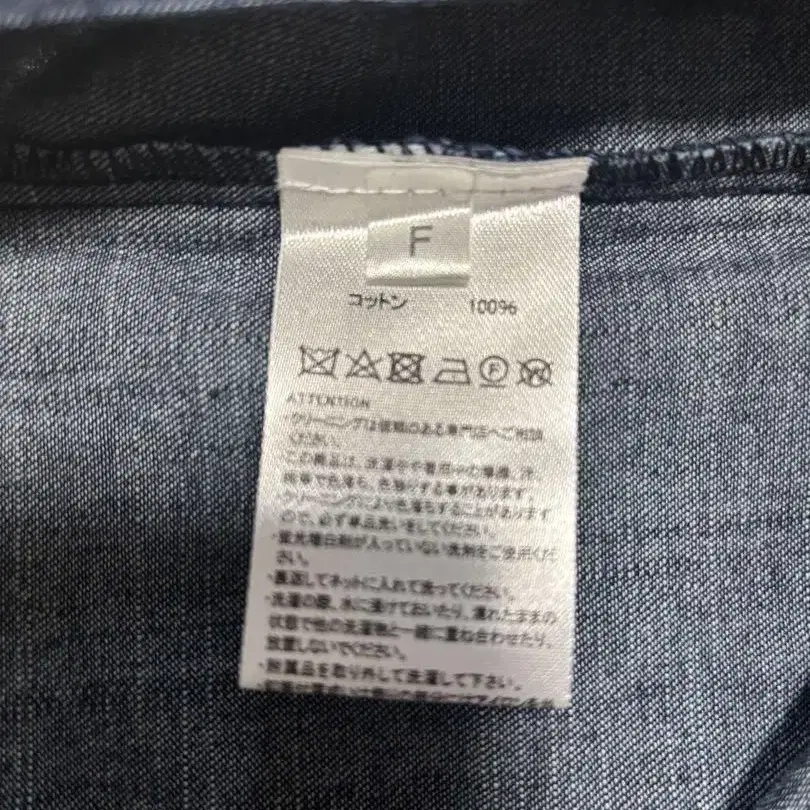 F
コットン 100%
F W
ATTENTION
・クリーニングは信頼のある専門店へご相談
ください。
この商品は、洗濯中や着用中の摩擦、汗、
雨等で色落ち、色移りする事があります。
クリーニングにより色落ちすることがあります
ので、必ず単品洗いをしてください。
・蛍光増白剤が入っていない洗剤をご使用くだ
さい。
・裏返してネットに入れて洗ってください。
・洗濯の際、水に漬けておいたり、濡れたままの
状態で他の洗濯物と一緒に重ね合わせたり、
放置しないでください。
・附属品を取り外して洗濯して下さい。